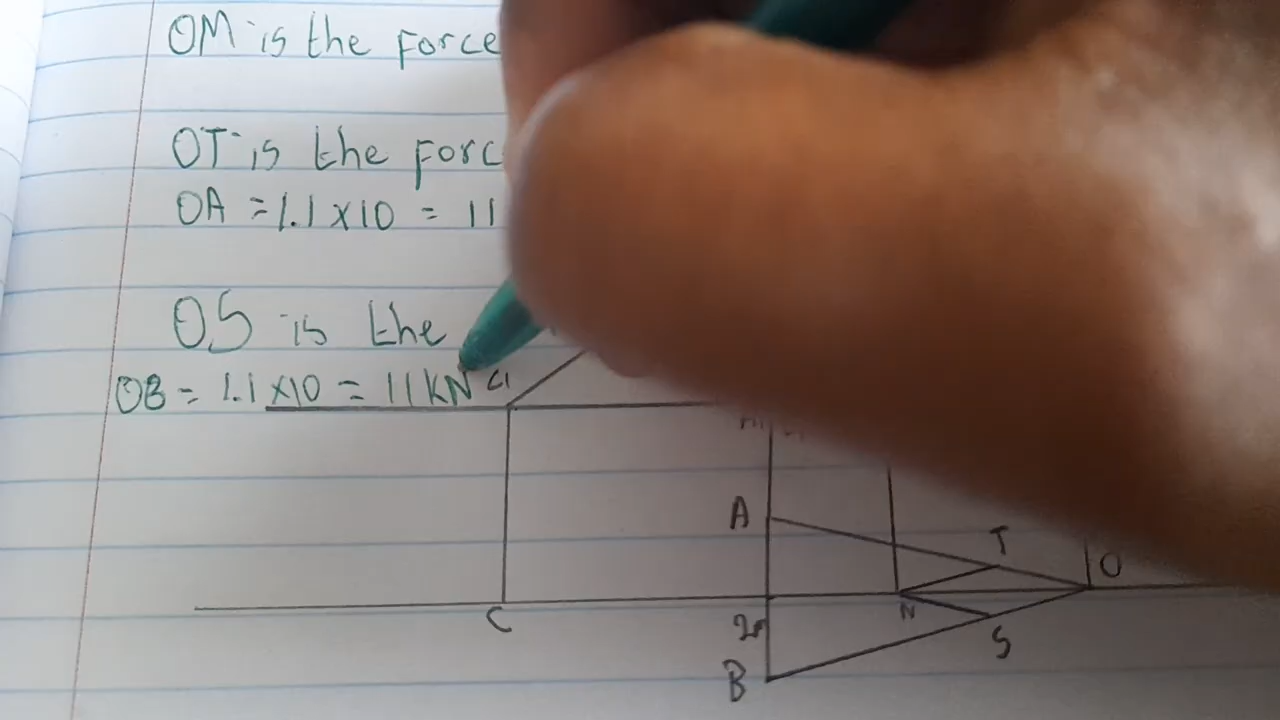 OM is the force
OT is the forc
OA = 1.1 x10 = 11
OS is the
OB = 1.1 x10 = 11 KN
A
T
O
C
N
S
B